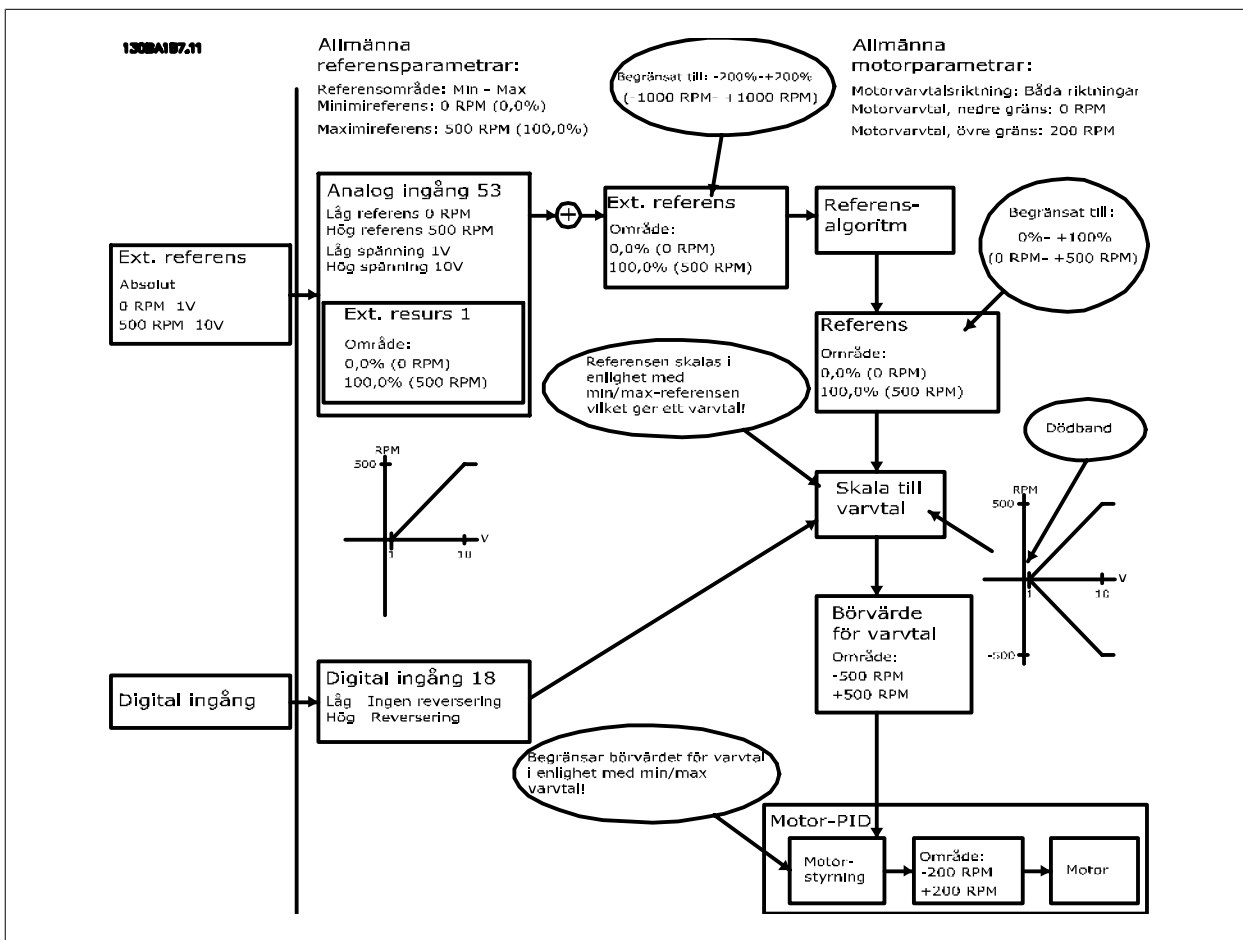 130BA187.11
Allmänna
referensparametrar:
Referensområde: Min - Max
Minimireferens: 0 RPM (0,0%)
Maximireferens: 500 RPM (100,0%)
Begränsat till: -200%-+200%
(-1000 RPM- +1000 RPM)
Allmänna
motorparametrar:
Motorvarvtalsriktning: Båda riktningar
Motorvarvtal, nedre gräns: 0 RPM
Motorvarvtal, övre gräns: 200 RPM
Ext. referens
Absolut
0 RPM 1V
500 RPM 10V
Analog ingång 53
Låg referens 0 RPM
Hög referens 500 RPM
Låg spänning 1V
Hög spänning 10V
Ext. resurs 1
Område:
0,0% (0 RPM)
100,0% (500 RPM)
+
Ext. referens
Område:
0,0% (0 RPM)
100,0% (500 RPM)
Referens-
algoritm
Begränsat till:
0%- +100%
(0 RPM- +500 RPM)
Referens
Område:
0,0% (0 RPM)
100,0% (500 RPM)
Referensen skalas i
enlighet med
min/max-referensen
vilket ger ett varvtal!
Dödband
RPM
500
1
10
V
Skala till
varvtal
RPM
500
1
10
V
-500
Börvärde
för varvtal
Område:
-500 RPM
+500 RPM
Digital ingång
Digital ingång 18
Låg Ingen reversering
Hög Reversering
Begränsar börvärdet för varvtal
i enlighet med min/max
varvtal!
Motor-PID
Motor-
styrning
Område:
-200 RPM
+200 RPM
Motor